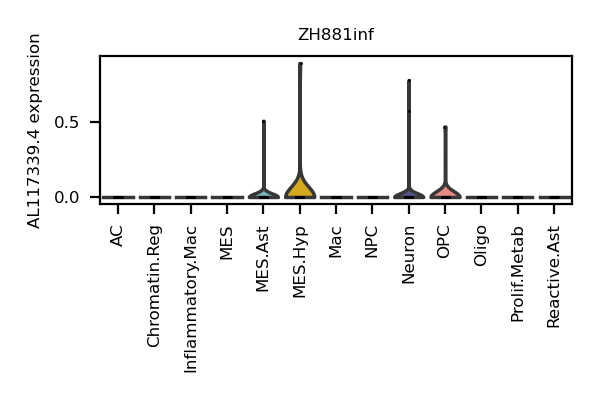 ZH881inf
AL117339.4 expression
0.5
0.0
AC
Chromatin.Reg
Inflammatory.Mac
MES
MES.Ast
MES.Hyp
Mac
NPC
Neuron
OPC
Oligo
Prolif.Metab
Reactive.Ast